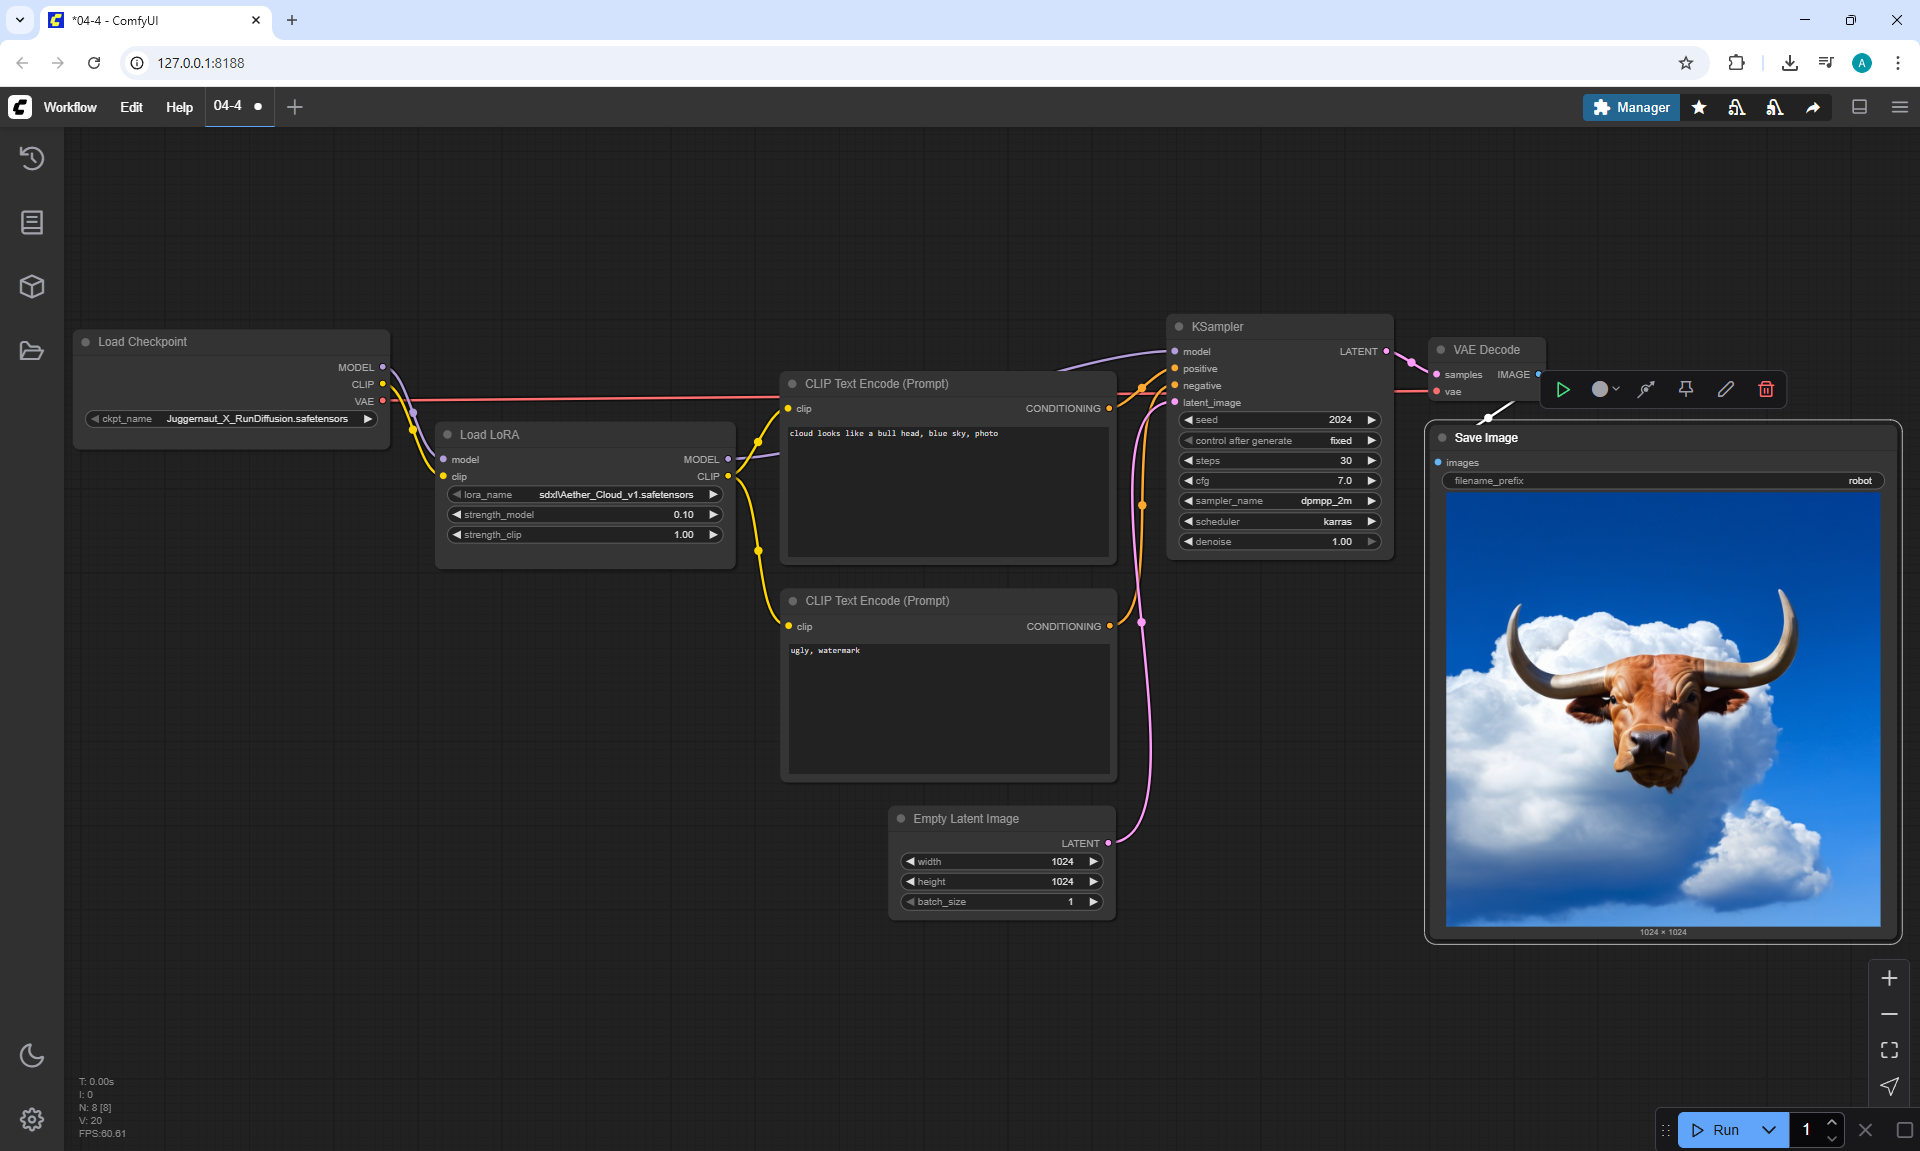 *04-4 - ComfyUI
127.0.0.1:8188
A
Workflow Edit Help 04-4
Manager
Load Checkpoint
MODEL
CLIP
VAE
ckpt_name Juggernaut_X_RunDiffusion.safetensors
Load LoRA
model MODEL
clip CLIP
lora_name sdxl\Aether_Cloud_v1.safetensors
strength_model 0.10
strength_clip 1.00
CLIP Text Encode (Prompt)
clip CONDITIONING
cloud looks like a bull head, blue sky, photo
CLIP Text Encode (Prompt)
clip CONDITIONING
ugly, watermark
Empty Latent Image
LATENT
width 1024
height 1024
batch_size 1
KSampler
model LATENT
positive
negative
latent_image
seed 2024
control after generate fixed
steps 30
cfg 7.0
sampler_name dpmpp_2m
scheduler karras
denoise 1.00
VAE Decode
samples IMAGE
vae
Save Image
images
filename_prefix robot
1024 × 1024
T: 0.00s
I: 0
N: 8 [8]
V: 20
FPS:60.61
Run 1